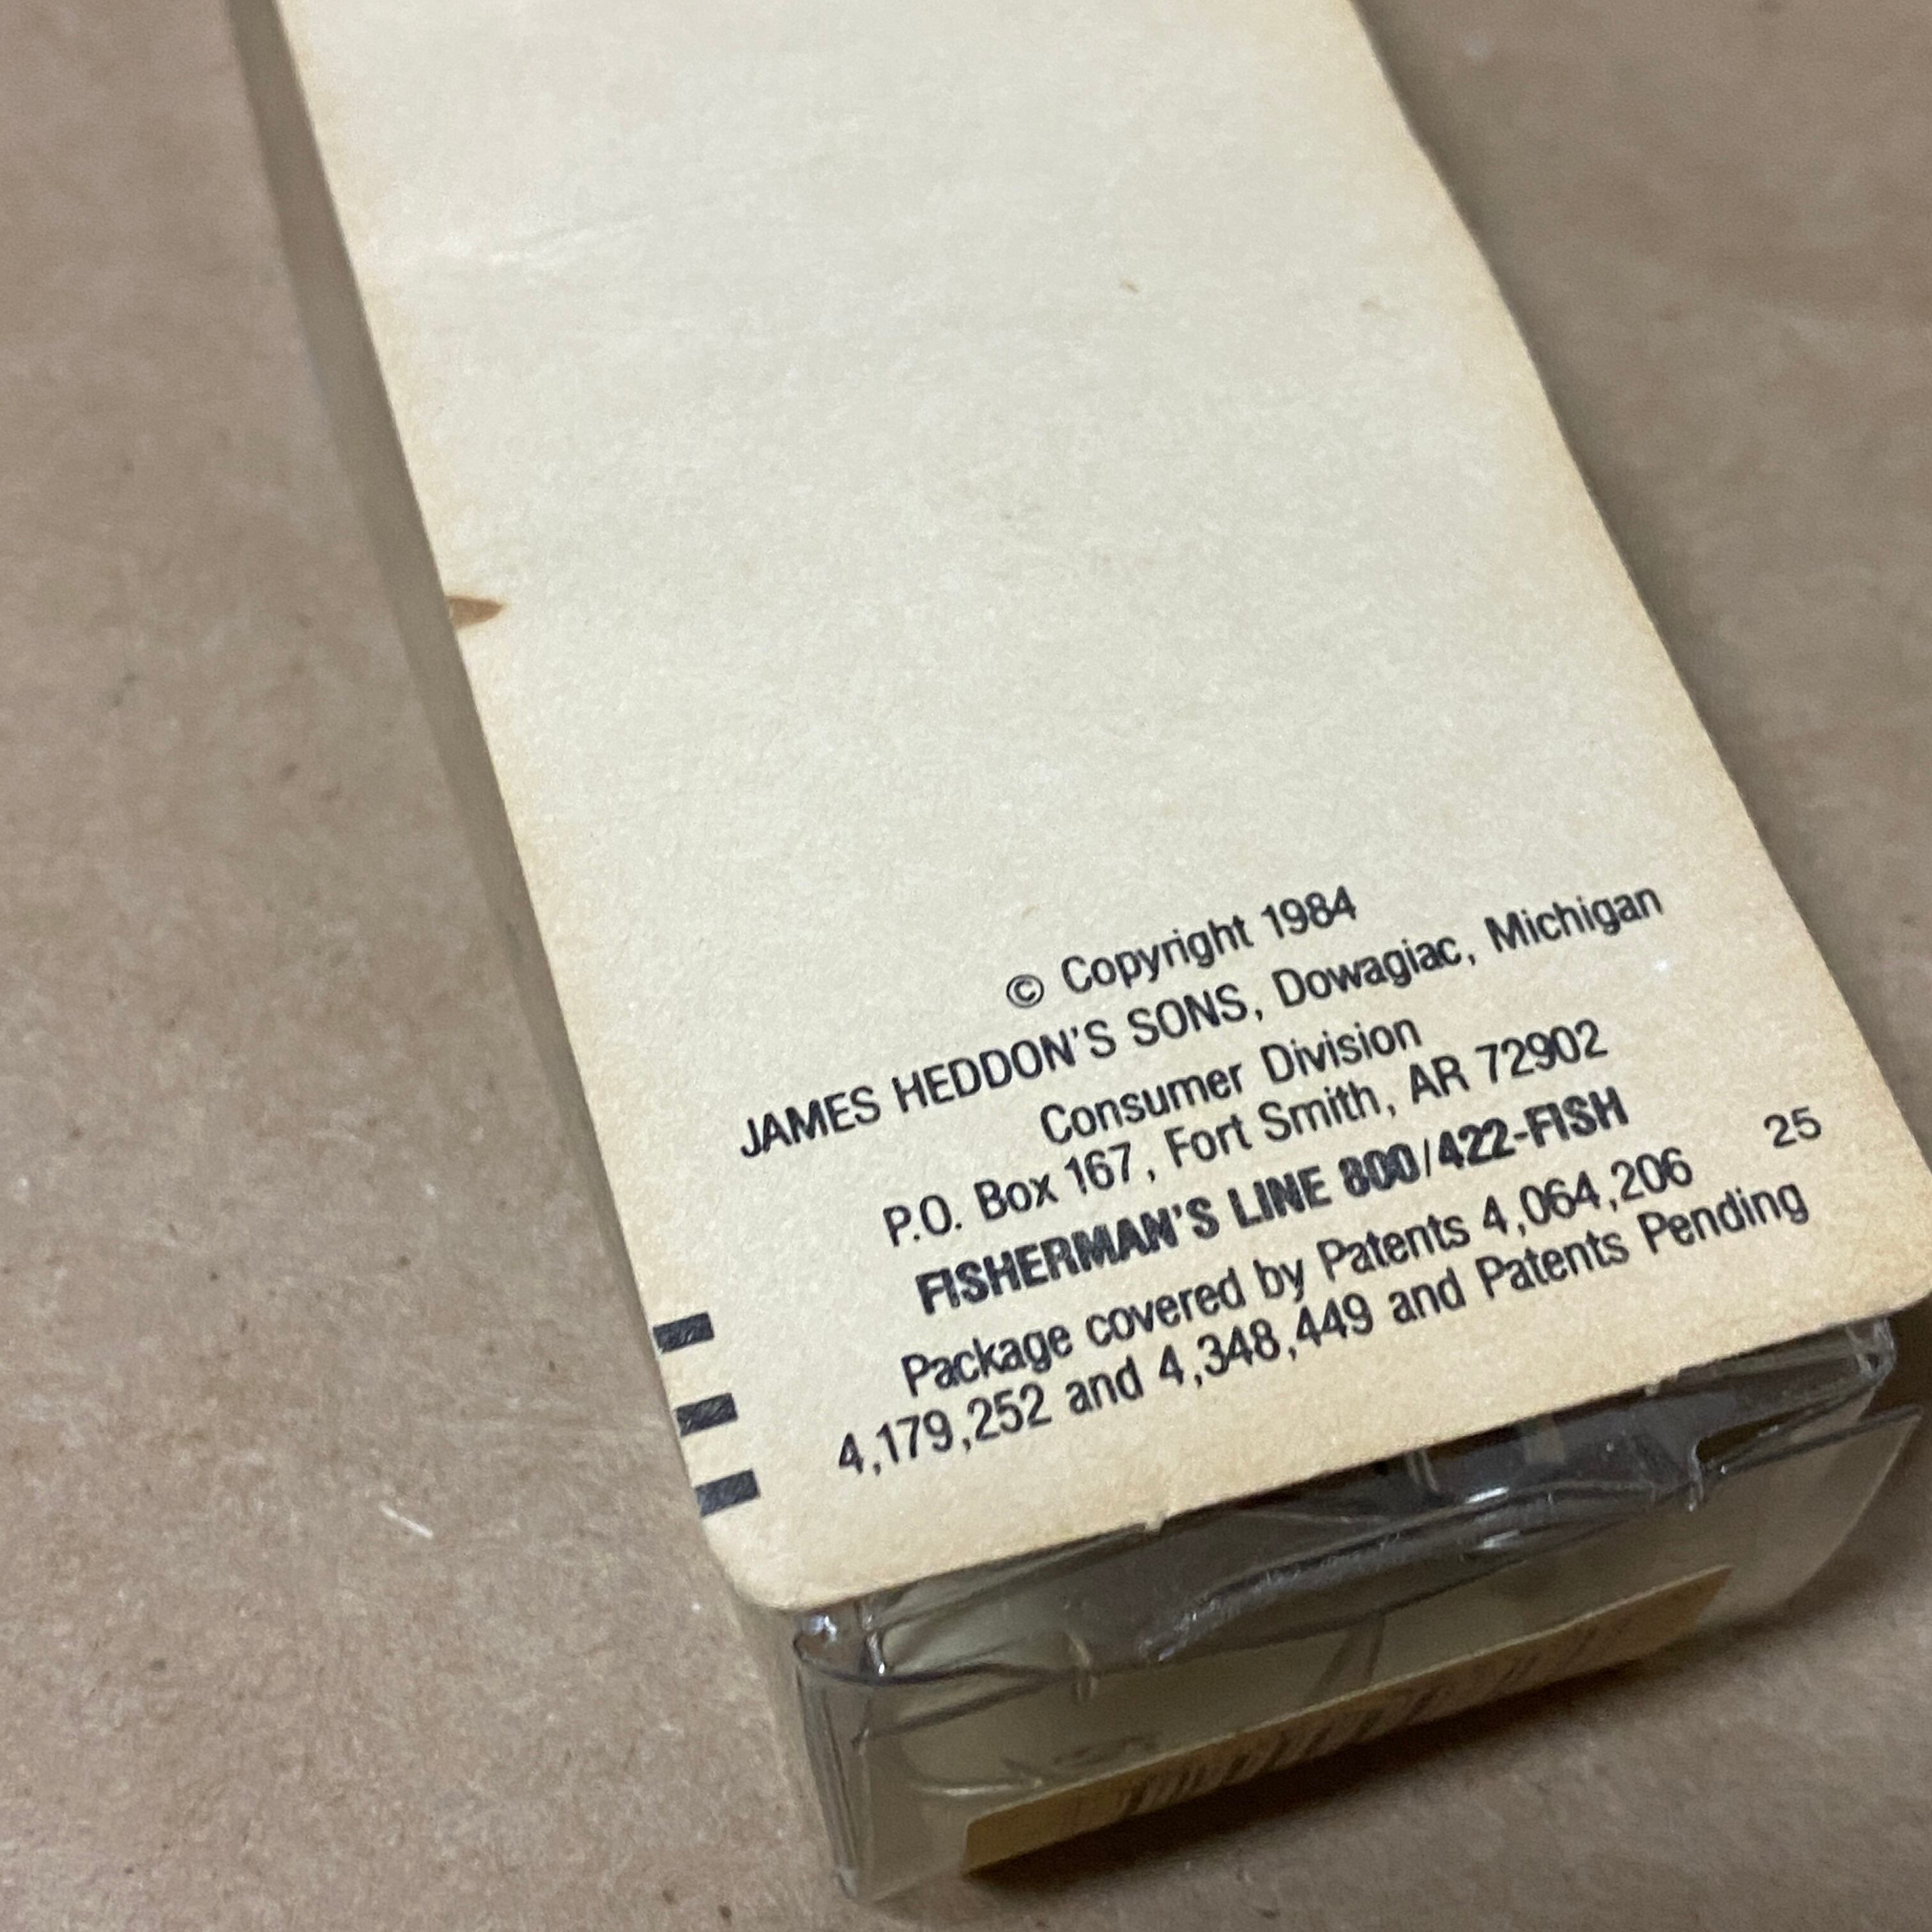 © Copyright 1984
JAMES HEDDON'S SONS, Dowagiac, Michigan
Consumer Division
P.O. Box 167, Fort Smith, AR 72902
FISHERMAN'S LINE 800/422-FISH
Package covered by Patents 4,064,206 25
4,179,252 and 4,348,449 and Patents Pending